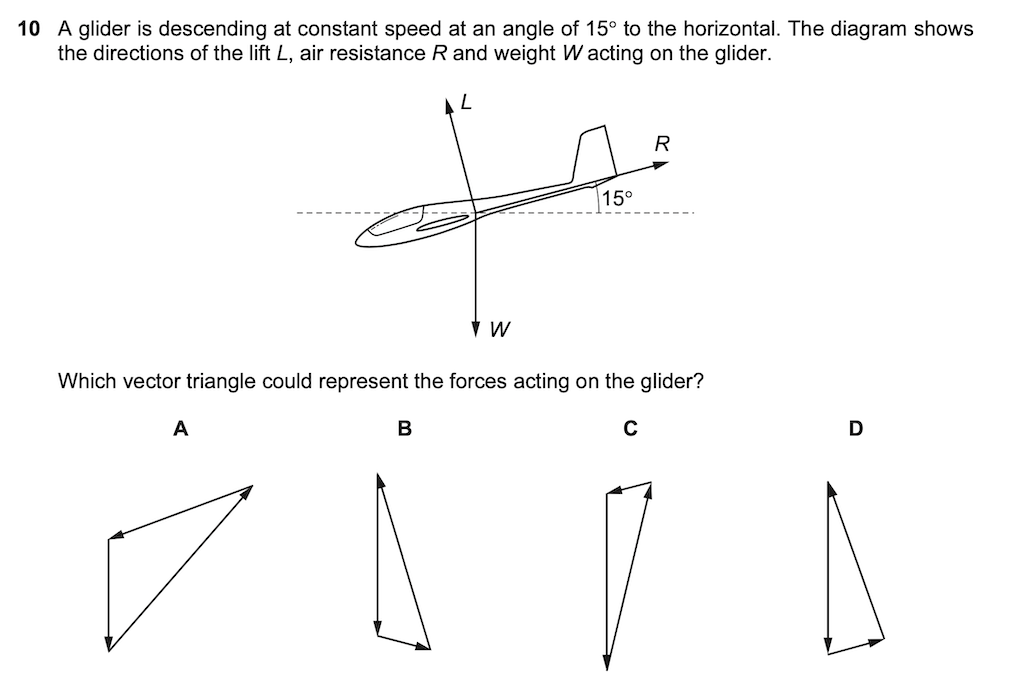 10 A glider is descending at constant speed at an angle of 15° to the horizontal. The diagram shows
the directions of the lift L, air resistance R and weight W acting on the glider.
L
R
15°
W
Which vector triangle could represent the forces acting on the glider?
A B C D